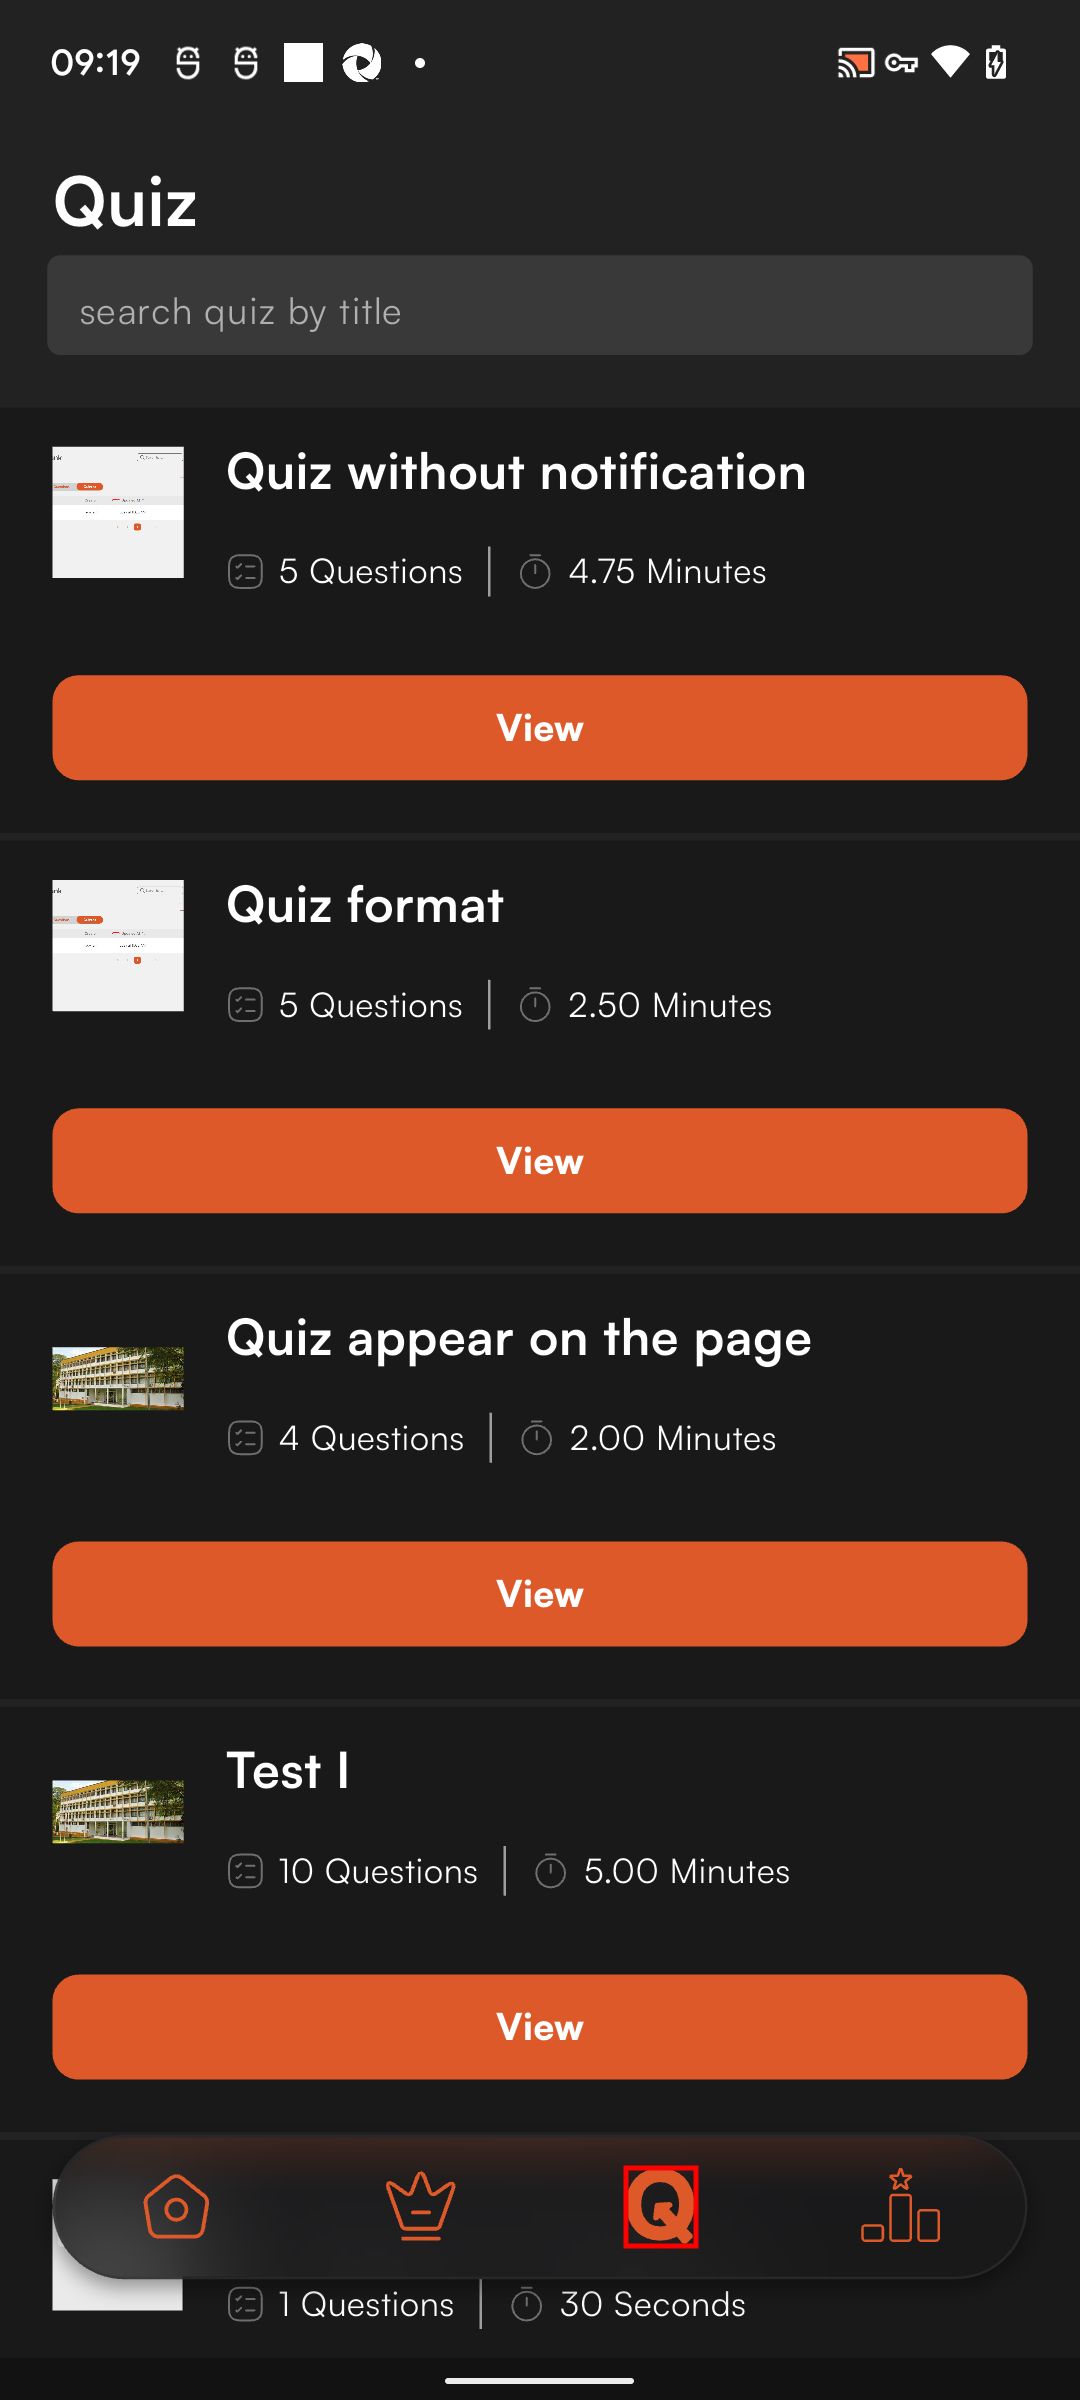 09:19
Quiz
search quiz by title
Quiz without notification
5 Questions
4.75 Minutes
View
Quiz format
5 Questions
2.50 Minutes
View
Quiz appear on the page
4 Questions
2.00 Minutes
View
Test I
10 Questions
5.00 Minutes
View
Q
1 Questions
30 Seconds